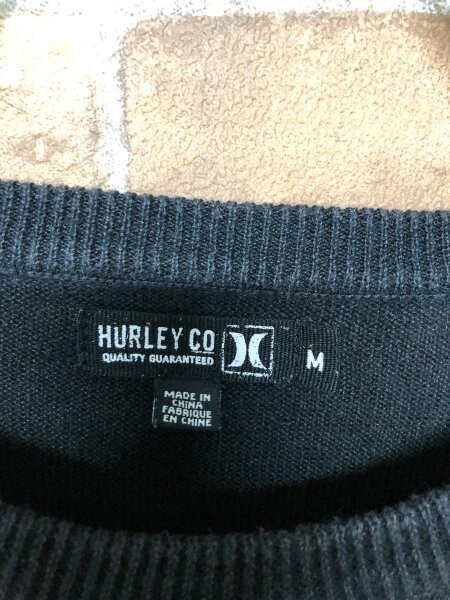 HURLEY CO
QUALITY GUARANTEED
M
MADE IN
CHINA
FABRIQUE
EN CHINE